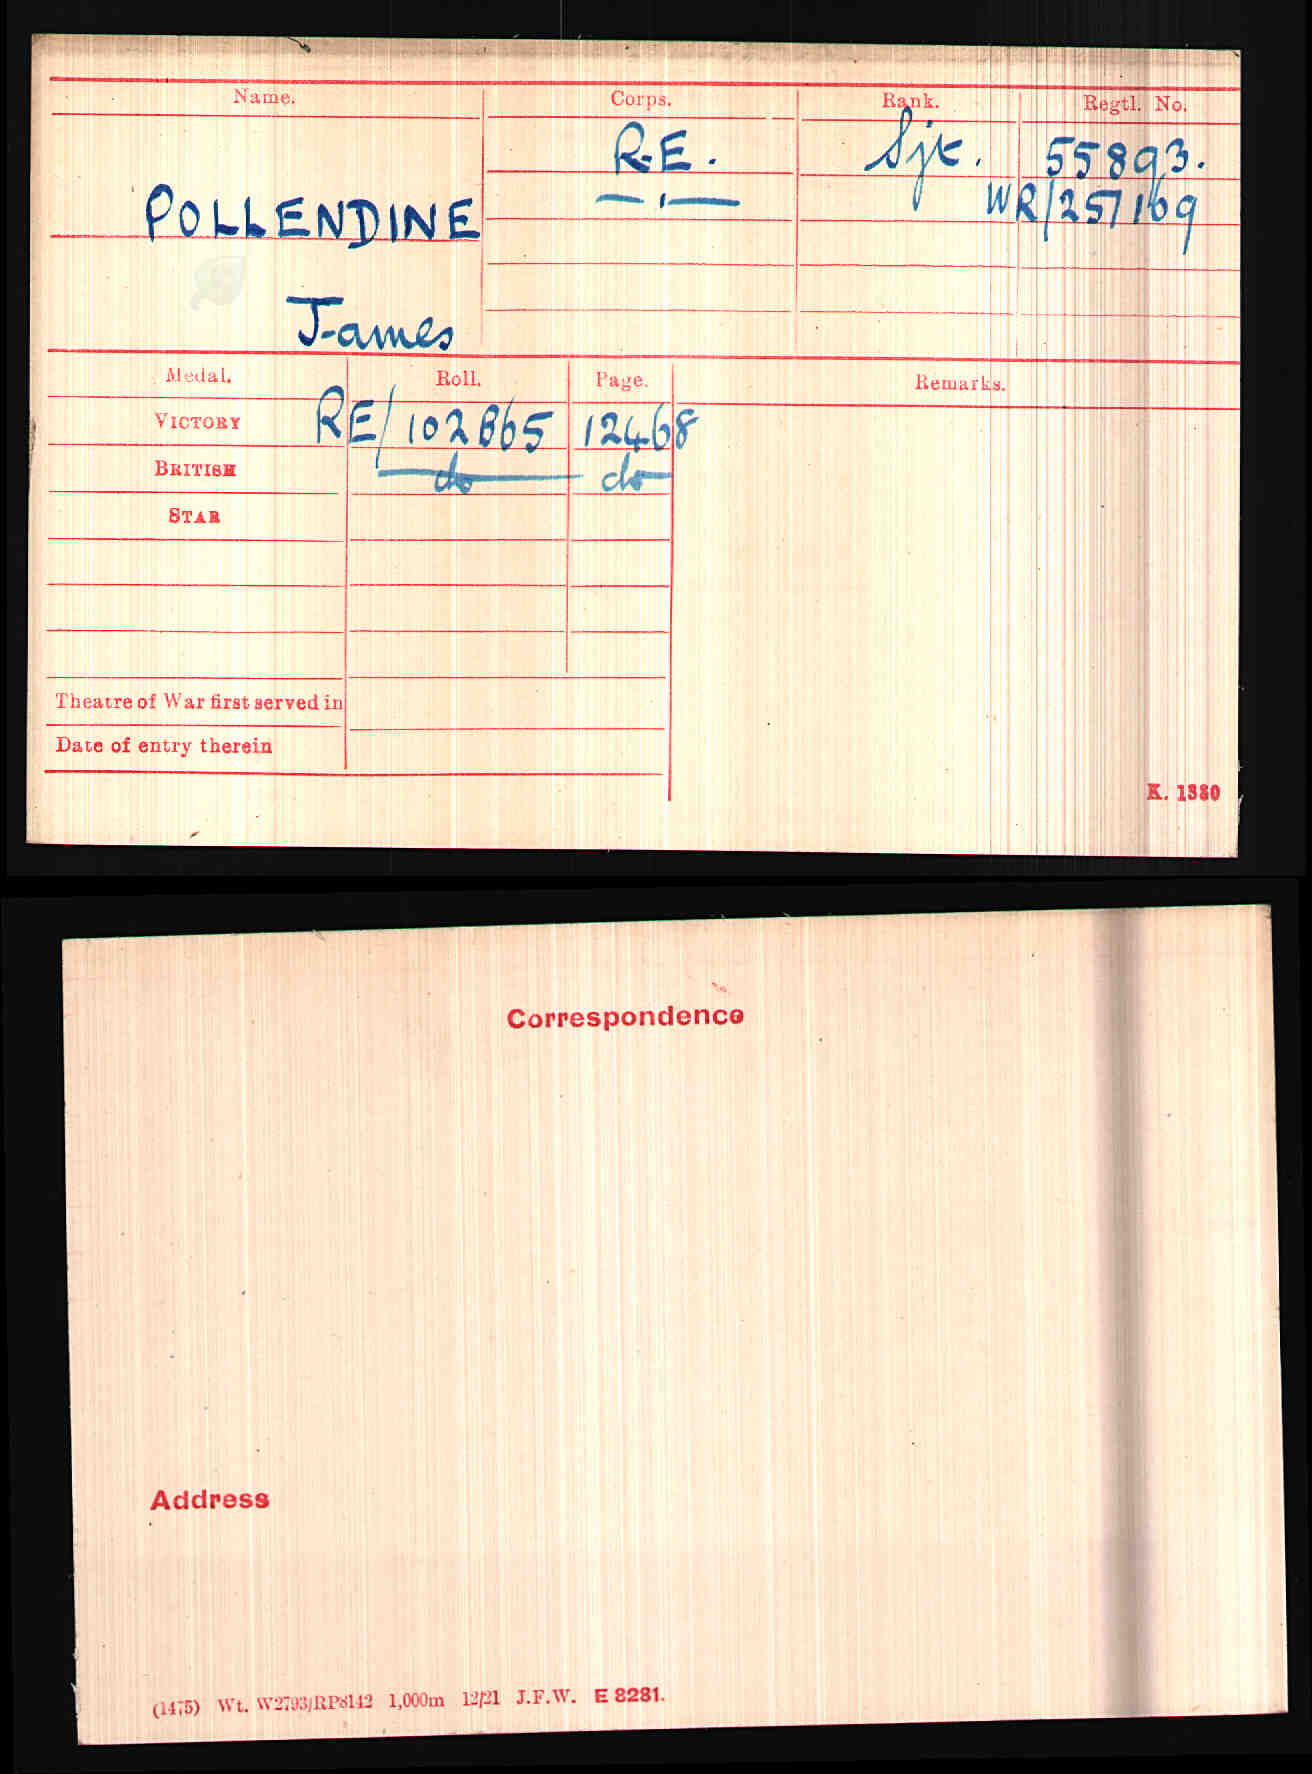 Name. Corps. Rank. Regtl. No.
R.E. Sjt. 55893.
POLLENDINE — " — WR/257169
James
Medal. Roll. Page. Remarks.
VICTORY RE/102B65 12468
BRITISH do do
STAR
Theatre of War first served in
Date of entry therein
K. 1380
Correspondence
Address
(1475) Wt. W2793/RP8142 1,000m 12/21 J.F.W. E 8281.